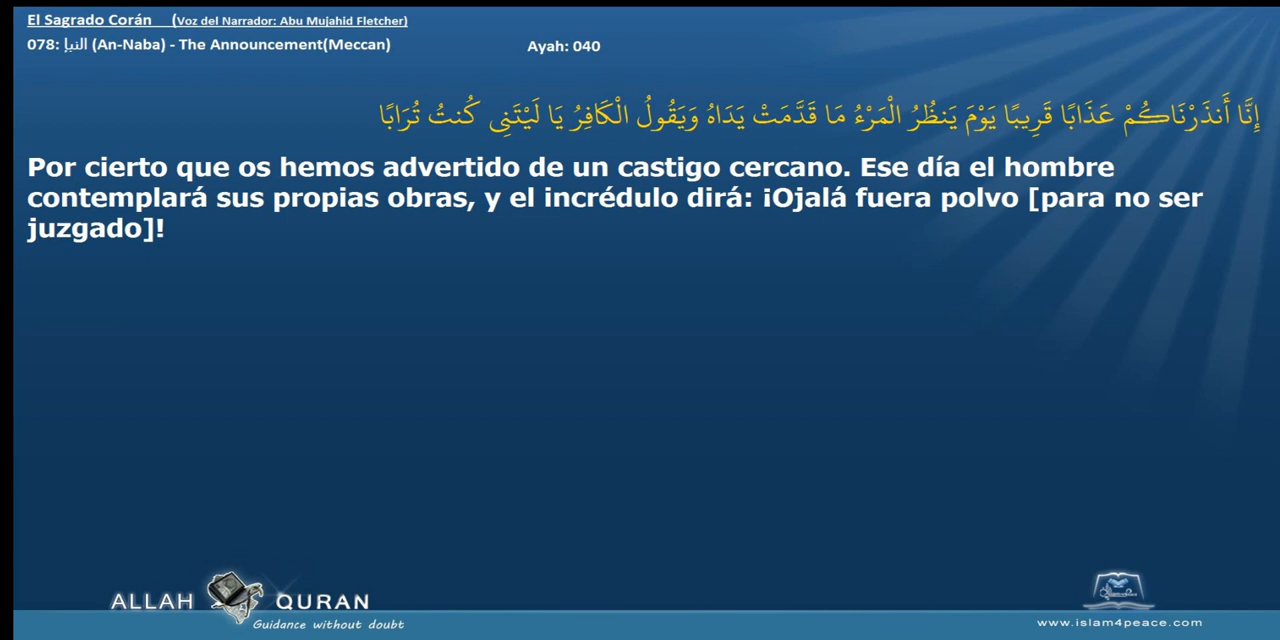 El Sagrado Corán (Voz del Narrador: Abu Mujahid Fletcher)
078: النبإ (An-Naba) - The Announcement(Meccan) Ayah: 040
إِنَّا أَنذَرْنَاكُمْ عَذَابًا قَرِيبًا يَوْمَ يَنظُرُ الْمَرْءُ مَا قَدَّمَتْ يَدَاهُ وَيَقُولُ الْكَافِرُ يَا لَيْتَنِي كُنتُ تُرَابًا
Por cierto que os hemos advertido de un castigo cercano. Ese día el hombre
contemplará sus propias obras, y el incrédulo dirá: ¡Ojalá fuera polvo [para no ser
juzgado]!
ALLAH QURAN
Guidance without doubt
www.islam4peace.com